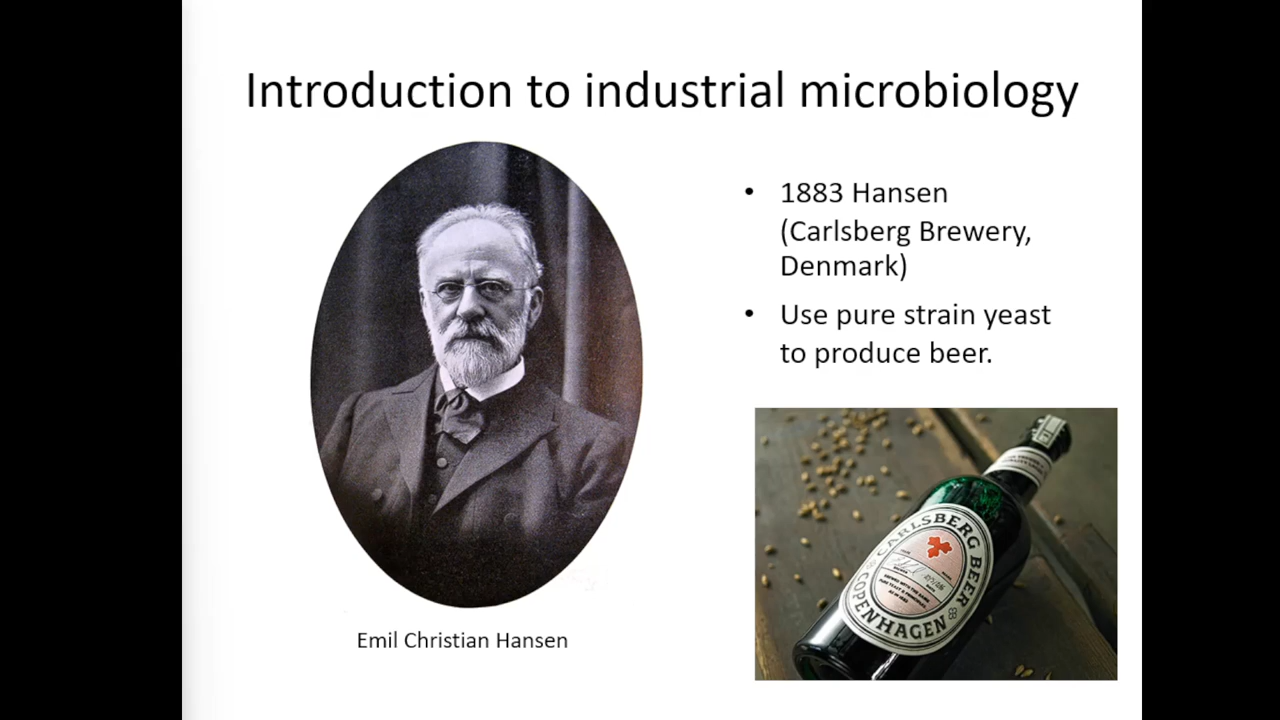 Introduction to industrial microbiology
• 1883 Hansen
(Carlsberg Brewery,
Denmark)
• Use pure strain yeast
to produce beer.
CARLSBERG BEER
COPENHAGEN
Emil Christian Hansen